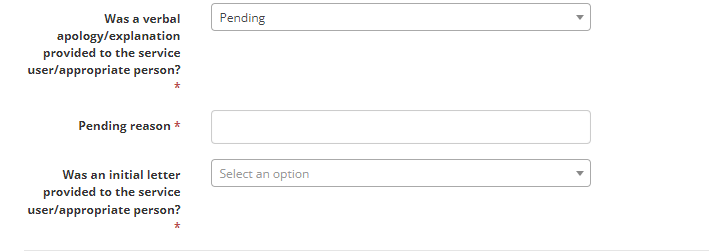 Was a verbal
apology/explanation
provided to the service
user/appropriate person?
*
Pending
Pending reason *
Was an initial letter
provided to the service
user/appropriate person?
*
Select an option